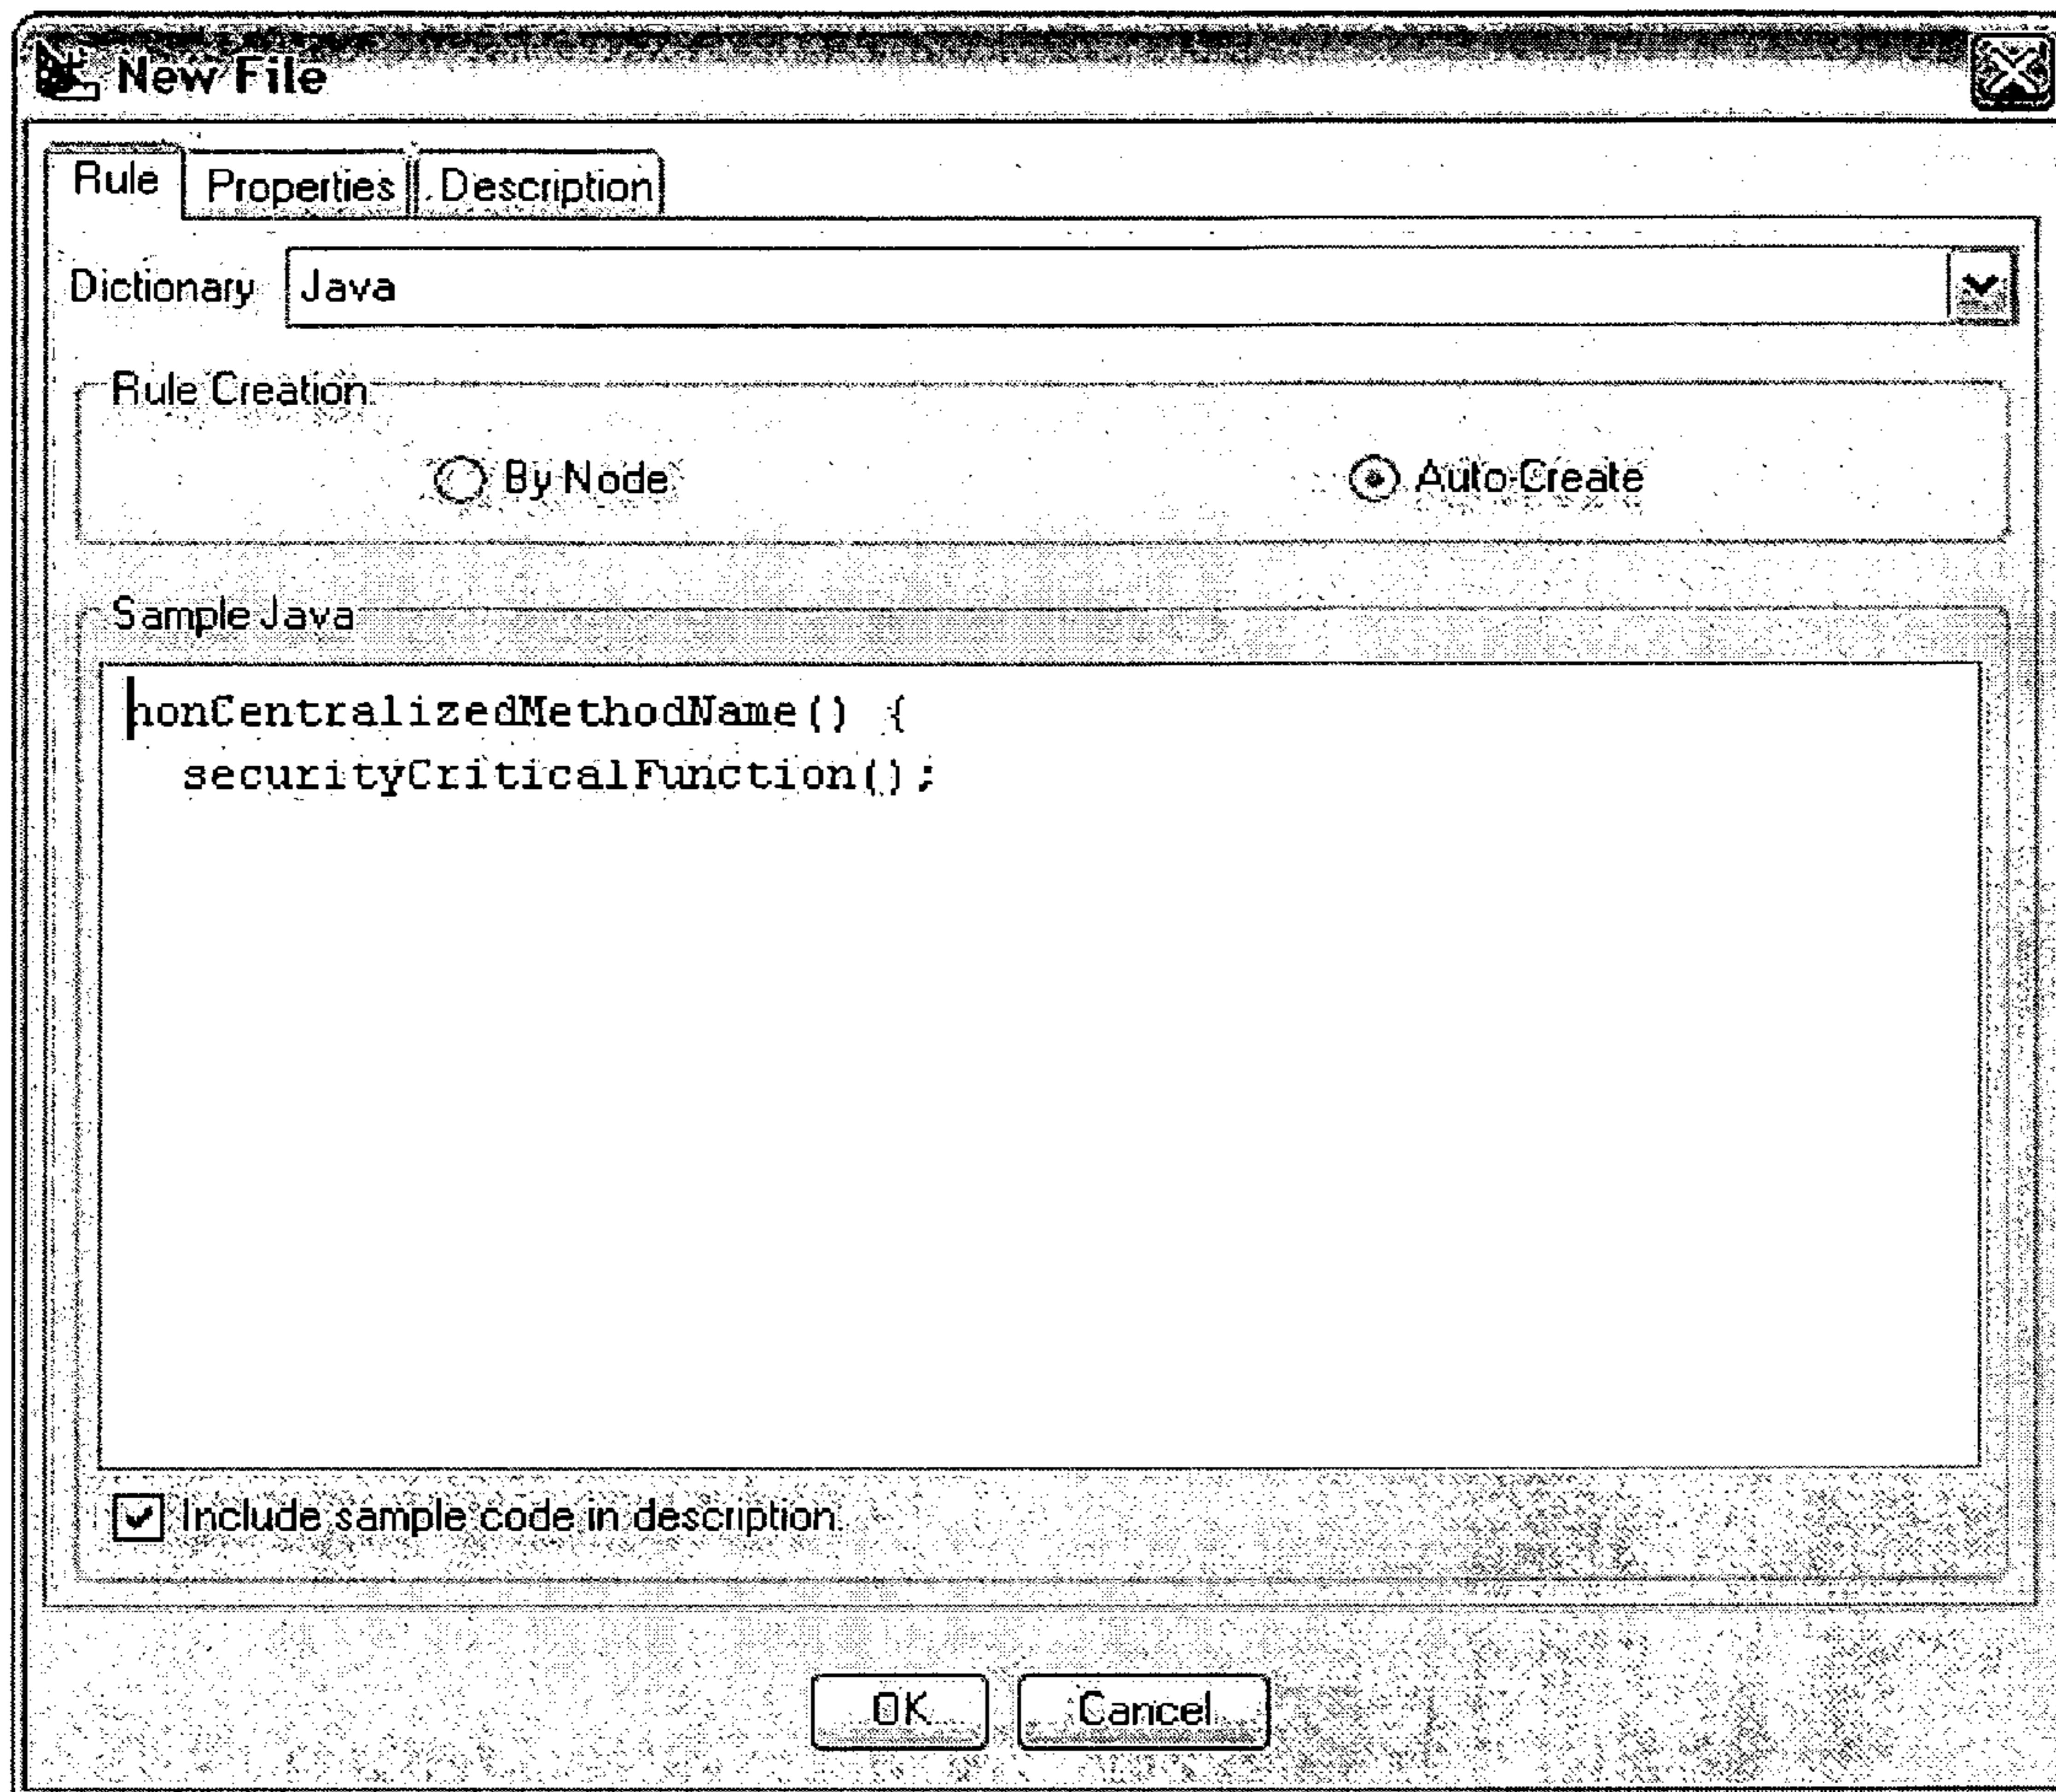 New File
Rule Properties Description
Dictionary Java
Rule Creation
By Node Auto-Create
Sample Java
nonCentralizedMethodName() {
  securityCriticalFunction();
Include sample code in description.
OK Cancel